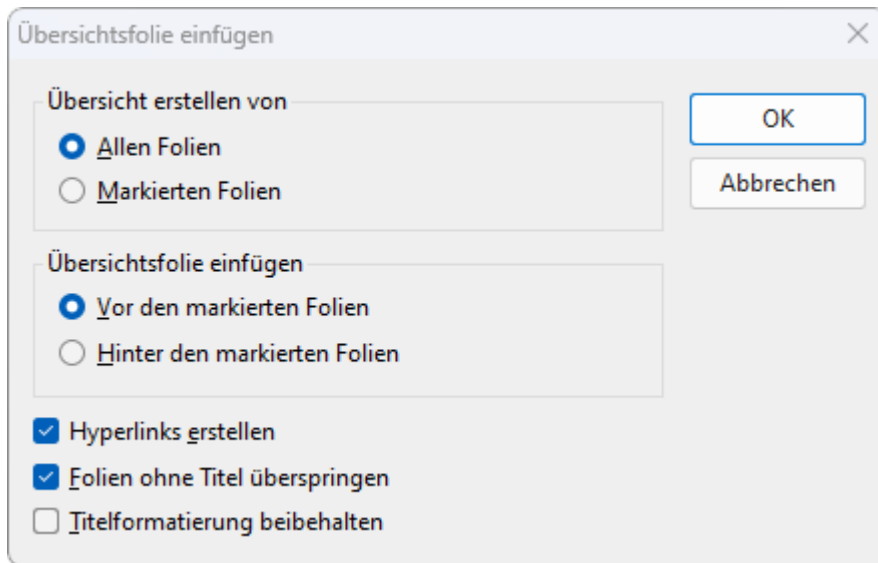 Übersichtsfolie einfügen
Übersicht erstellen von
Allen Folien
Markierten Folien
OK
Abbrechen
Übersichtsfolie einfügen
Vor den markierten Folien
Hinter den markierten Folien
Hyperlinks erstellen
Folien ohne Titel überspringen
Titelformatierung beibehalten